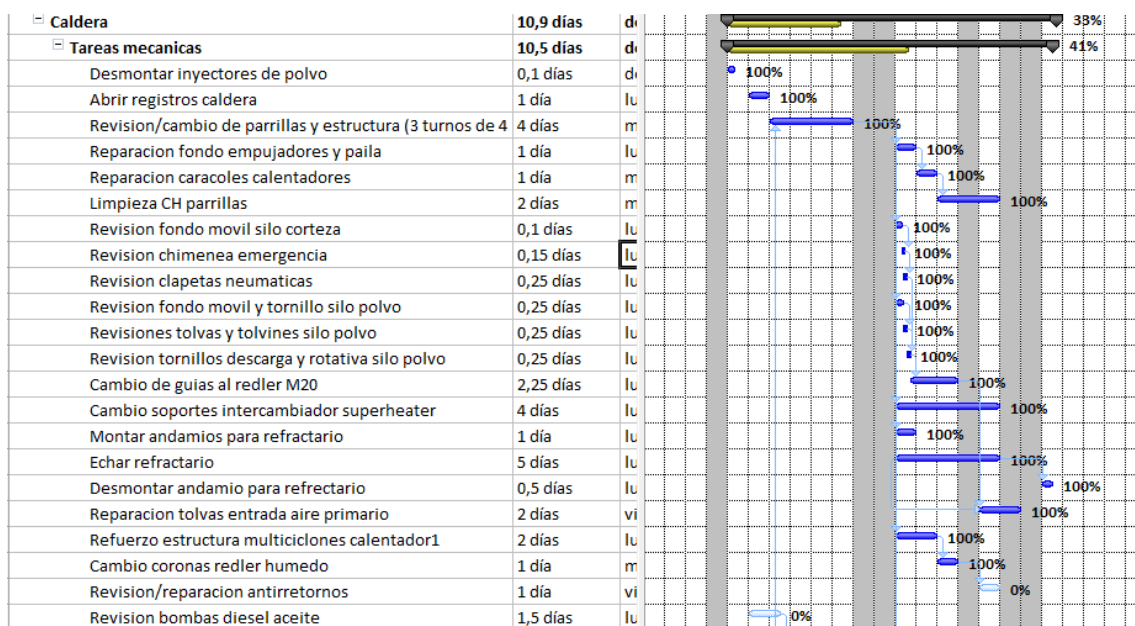 Caldera 10,9 días d 33%
Tareas mecanicas 10,5 días d 41%
Desmontar inyectores de polvo 0,1 días d 100%
Abrir registros caldera 1 día lu 100%
Revision/cambio de parrillas y estructura (3 turnos de 4 4 días m 100%
Reparacion fondo empujadores y paila 1 día lu 100%
Reparacion caracoles calentadores 1 día m 100%
Limpieza CH parrillas 2 días m 100%
Revision fondo movil silo corteza 0,1 días lu 100%
Revision chimenea emergencia 0,15 días lu 100%
Revision clapetas neumaticas 0,25 días lu 100%
Revision fondo movil y tornillo silo polvo 0,25 días lu 100%
Revisiones tolvas y tolvines silo polvo 0,25 días lu 100%
Revision tornillos descarga y rotativa silo polvo 0,25 días lu 100%
Cambio de guias al redler M20 2,25 días lu 100%
Cambio soportes intercambiador superheater 4 días lu 100%
Montar andamios para refractario 1 día lu 100%
Echar refractario 5 días lu 100%
Desmontar andamio para refrectario 0,5 días lu 100%
Reparacion tolvas entrada aire primario 2 días vi 100%
Refuerzo estructura multiciclones calentador1 2 días lu 100%
Cambio coronas redler humedo 1 día m 100%
Revision/reparacion antirretornos 1 día vi 0%
Revision bombas diesel aceite 1,5 días lu 0%